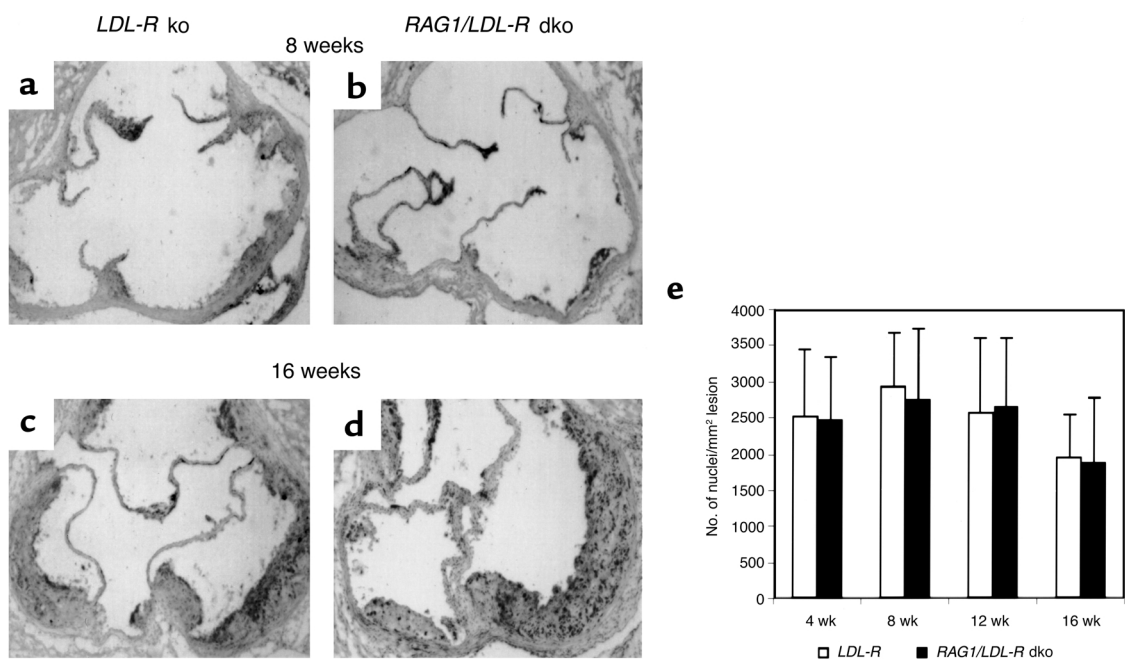 LDL-R ko
RAG1/LDL-R dko
8 weeks
a
b
16 weeks
c
d
e
No. of nuclei/mm² lesion
4000
3500
3000
2500
2000
1500
1000
500
0
4 wk
8 wk
12 wk
16 wk
LDL-R
RAG1/LDL-R dko